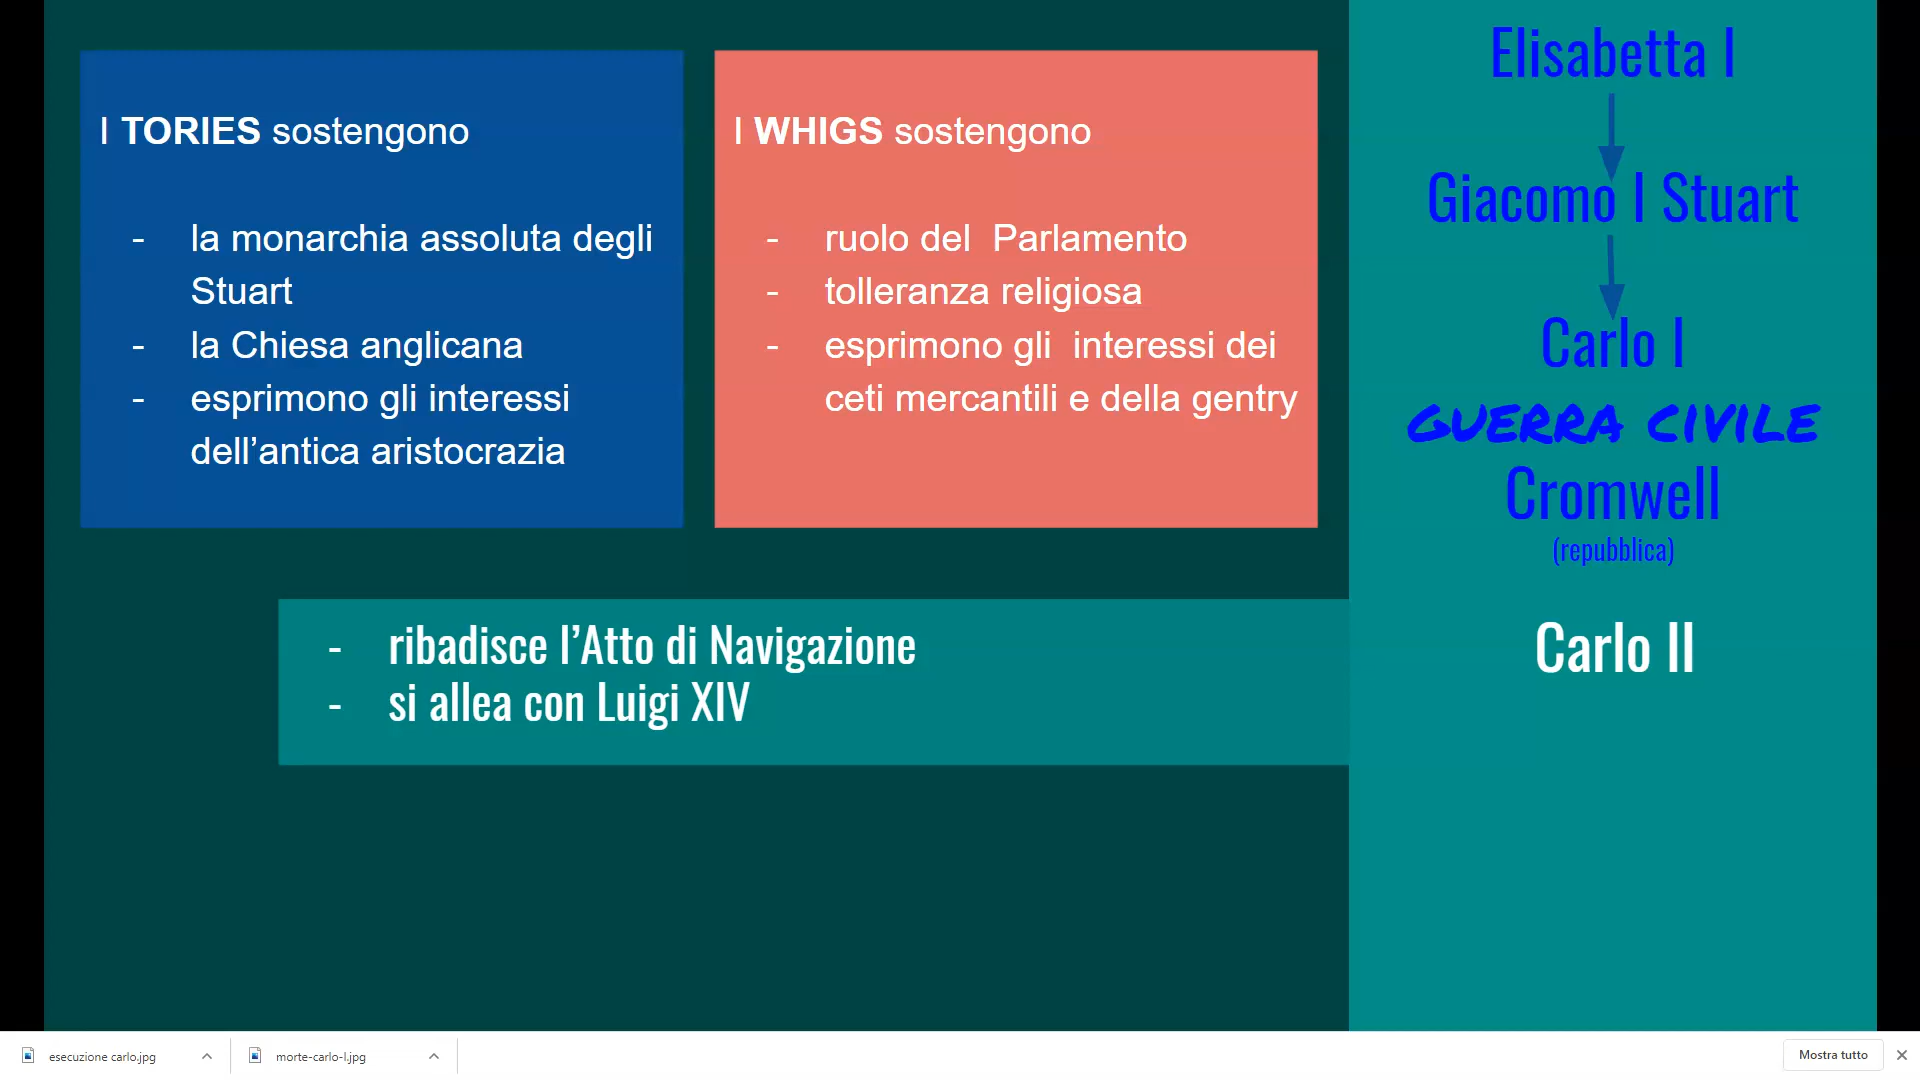 I TORIES sostengono
- la monarchia assoluta degli
Stuart
- la Chiesa anglicana
- esprimono gli interessi
dell'antica aristocrazia
I WHIGS sostengono
- ruolo del  Parlamento
- tolleranza religiosa
- esprimono gli  interessi dei
ceti mercantili e della gentry
- ribadisce l'Atto di Navigazione
- si allea con Luigi XIV
Elisabetta I
Giacomo I Stuart
Carlo I
GUERRA CIVILE
Cromwell
(repubblica)
Carlo II
esecuzione carlo.jpg
morte-carlo-I.jpg
Mostra tutto